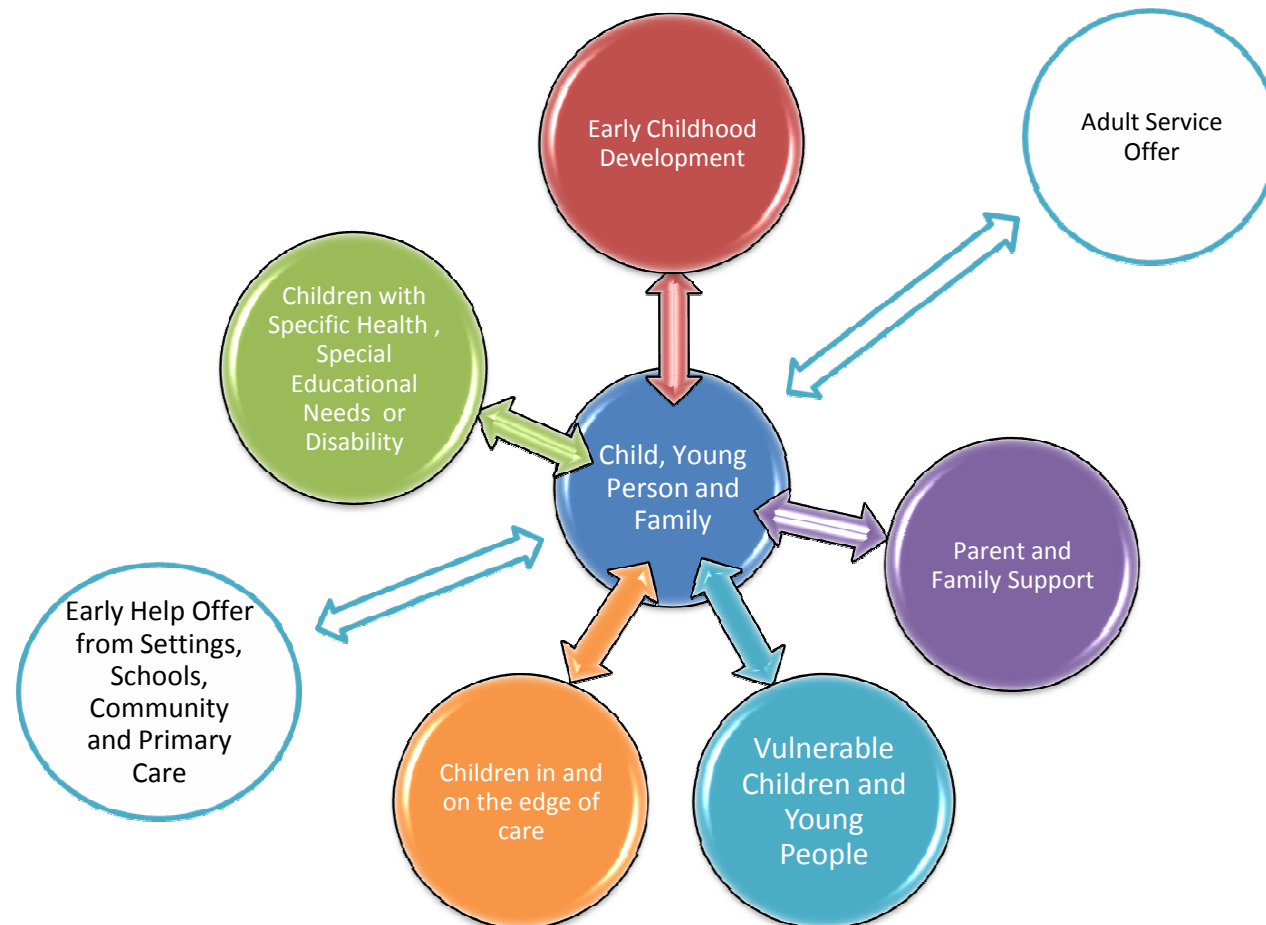 Early Childhood
Development
Adult Service
Offer
Children with
Specific Health ,
Special
Educational
Needs or
Disability
Child, Young
Person and
Family
Parent and
Family Support
Early Help Offer
from Settings,
Schools,
Community
and Primary
Care
Children in and
on the edge of
care
Vulnerable
Children and
Young
People